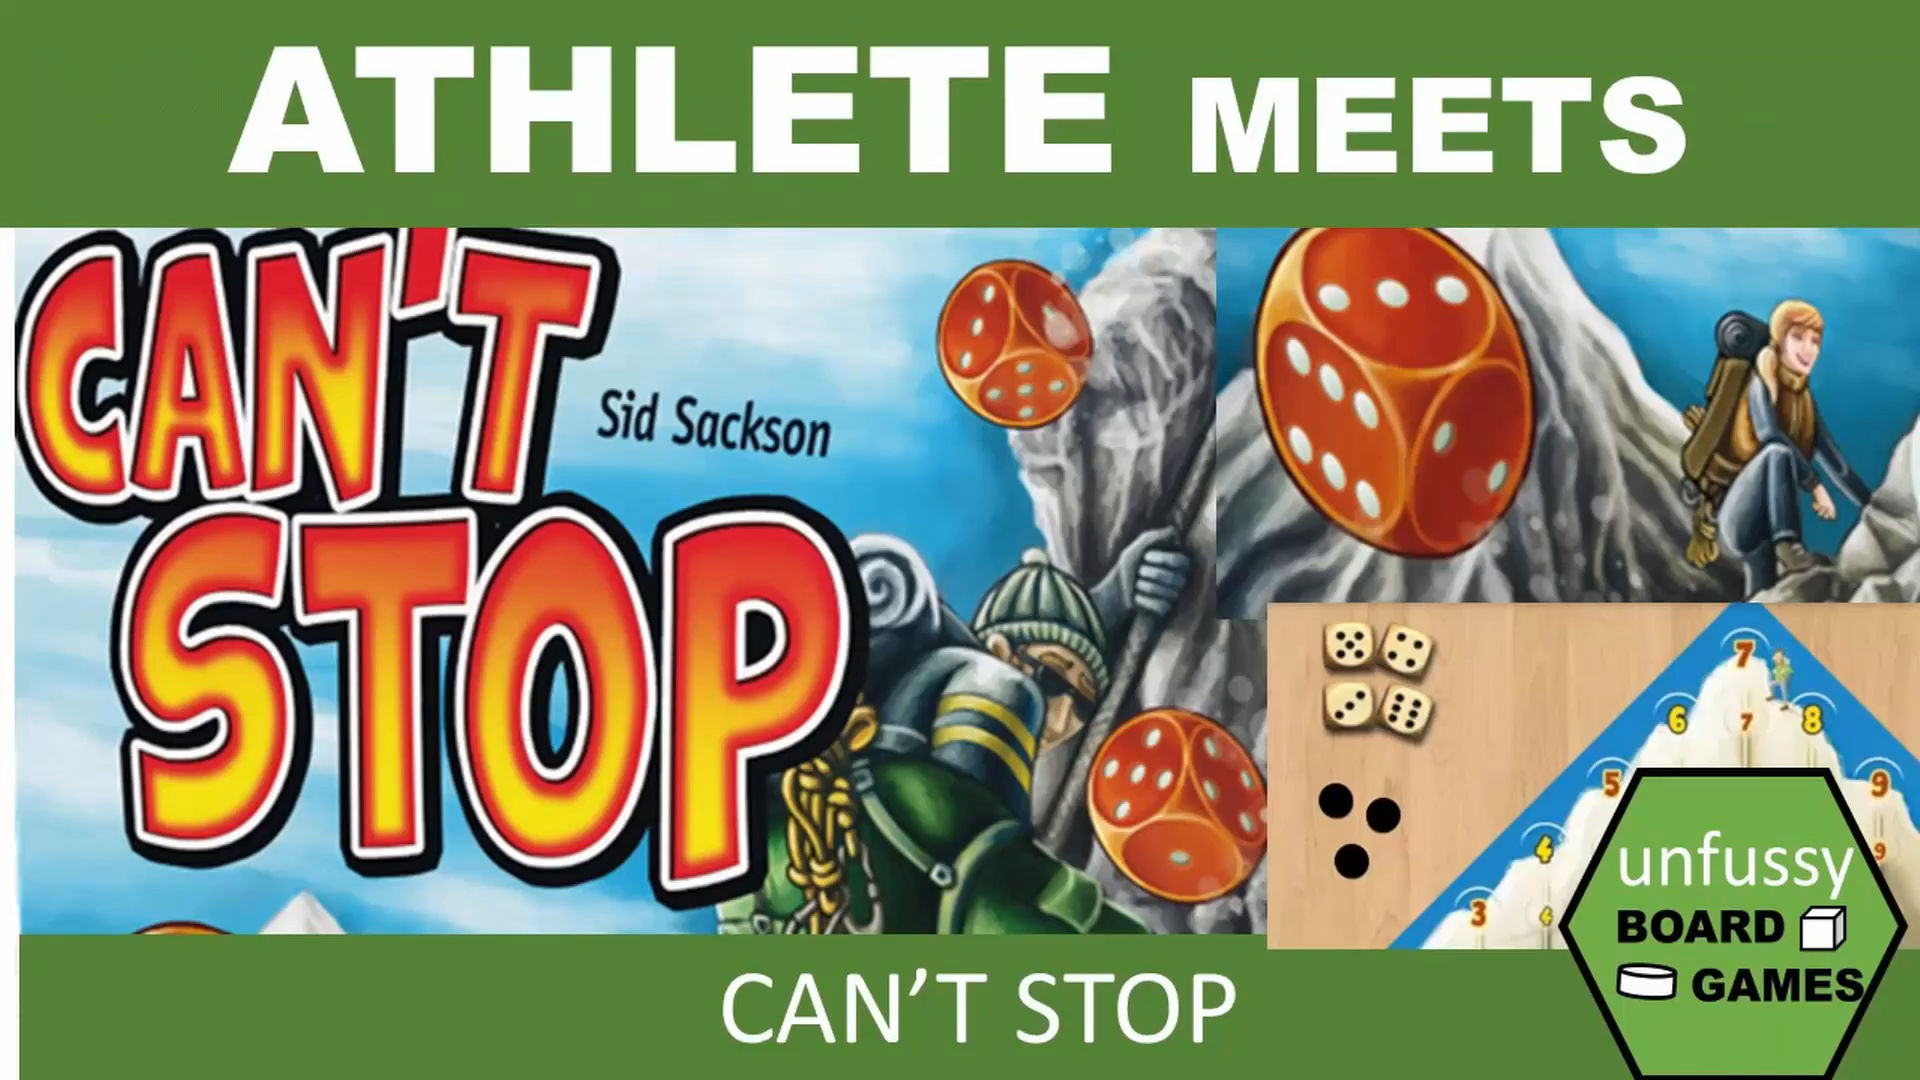 ATHLETE MEETS
CAN'T
STOP
Sid Sackson
7
6
7
8
5
9
4
9
3
4
unfussy
BOARD
GAMES
CAN'T STOP